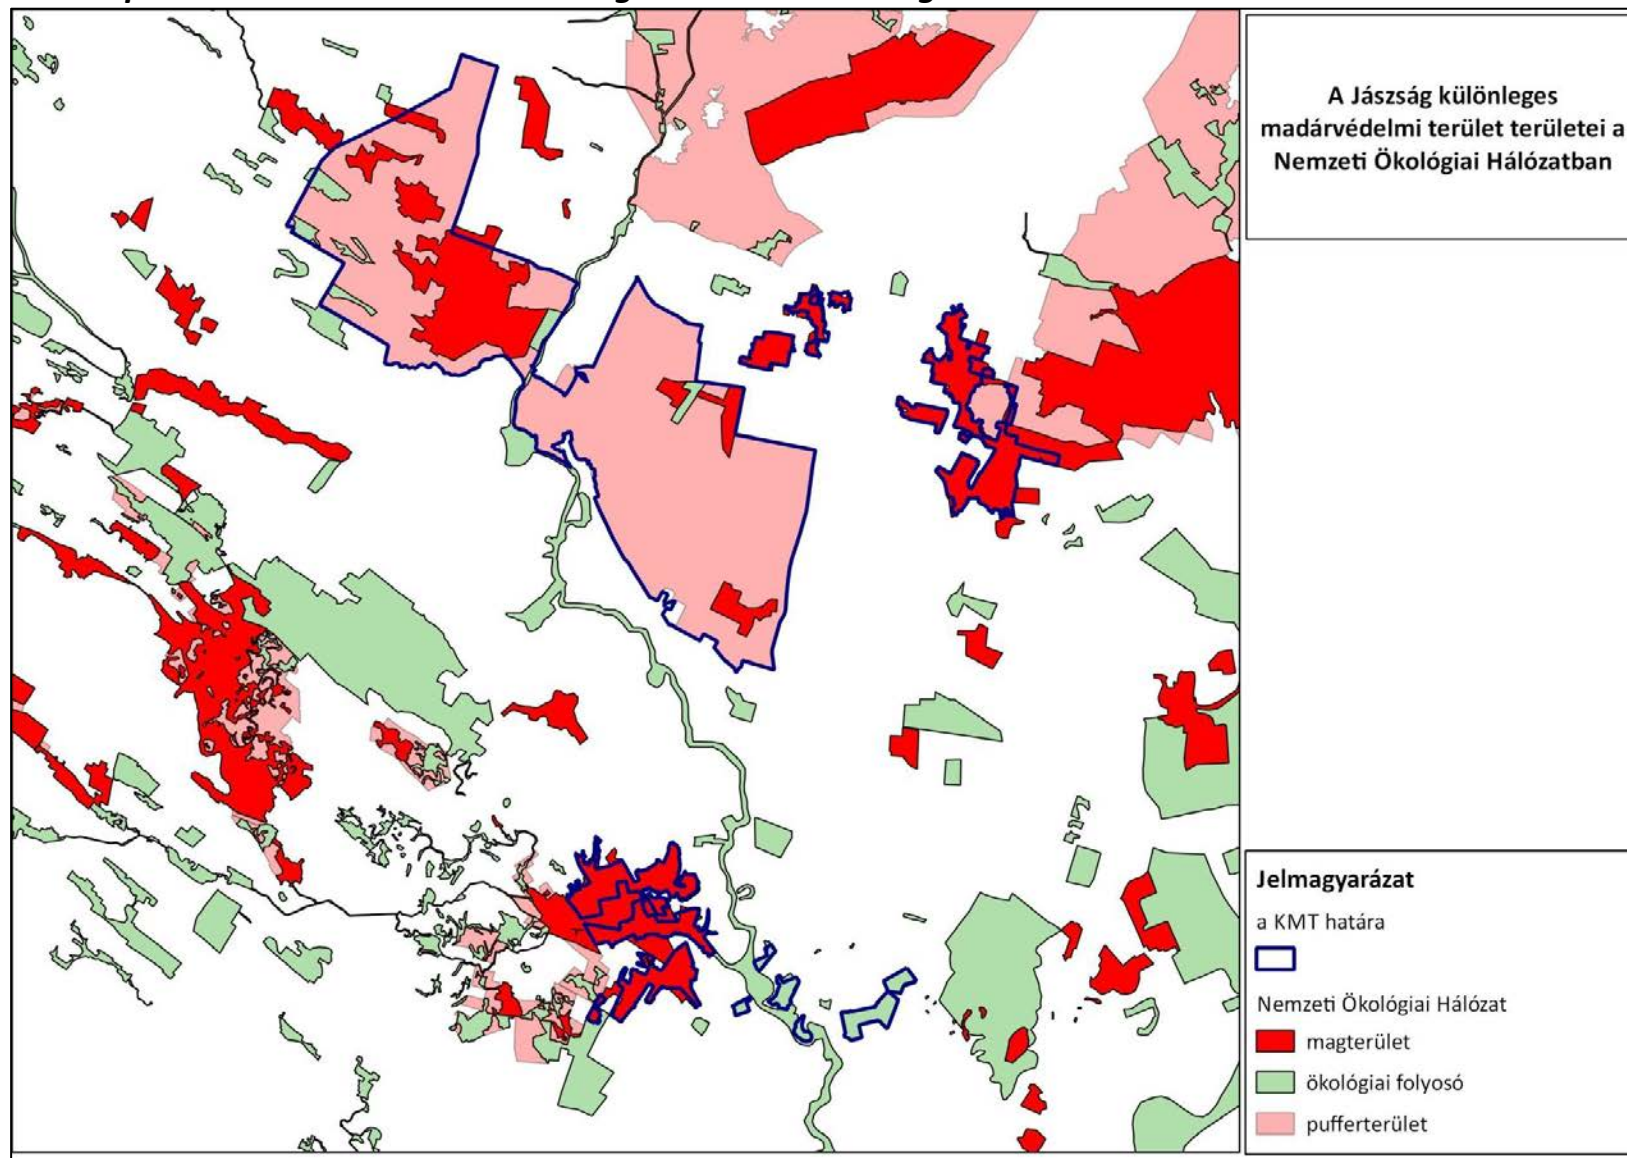 A Jászság különleges
madárvédelmi terület területei a
Nemzeti Ökológiai Hálózatban
Jelmagyarázat
a KMT határa
Nemzeti Ökológiai Hálózat
magterület
ökológiai folyosó
pufferterület